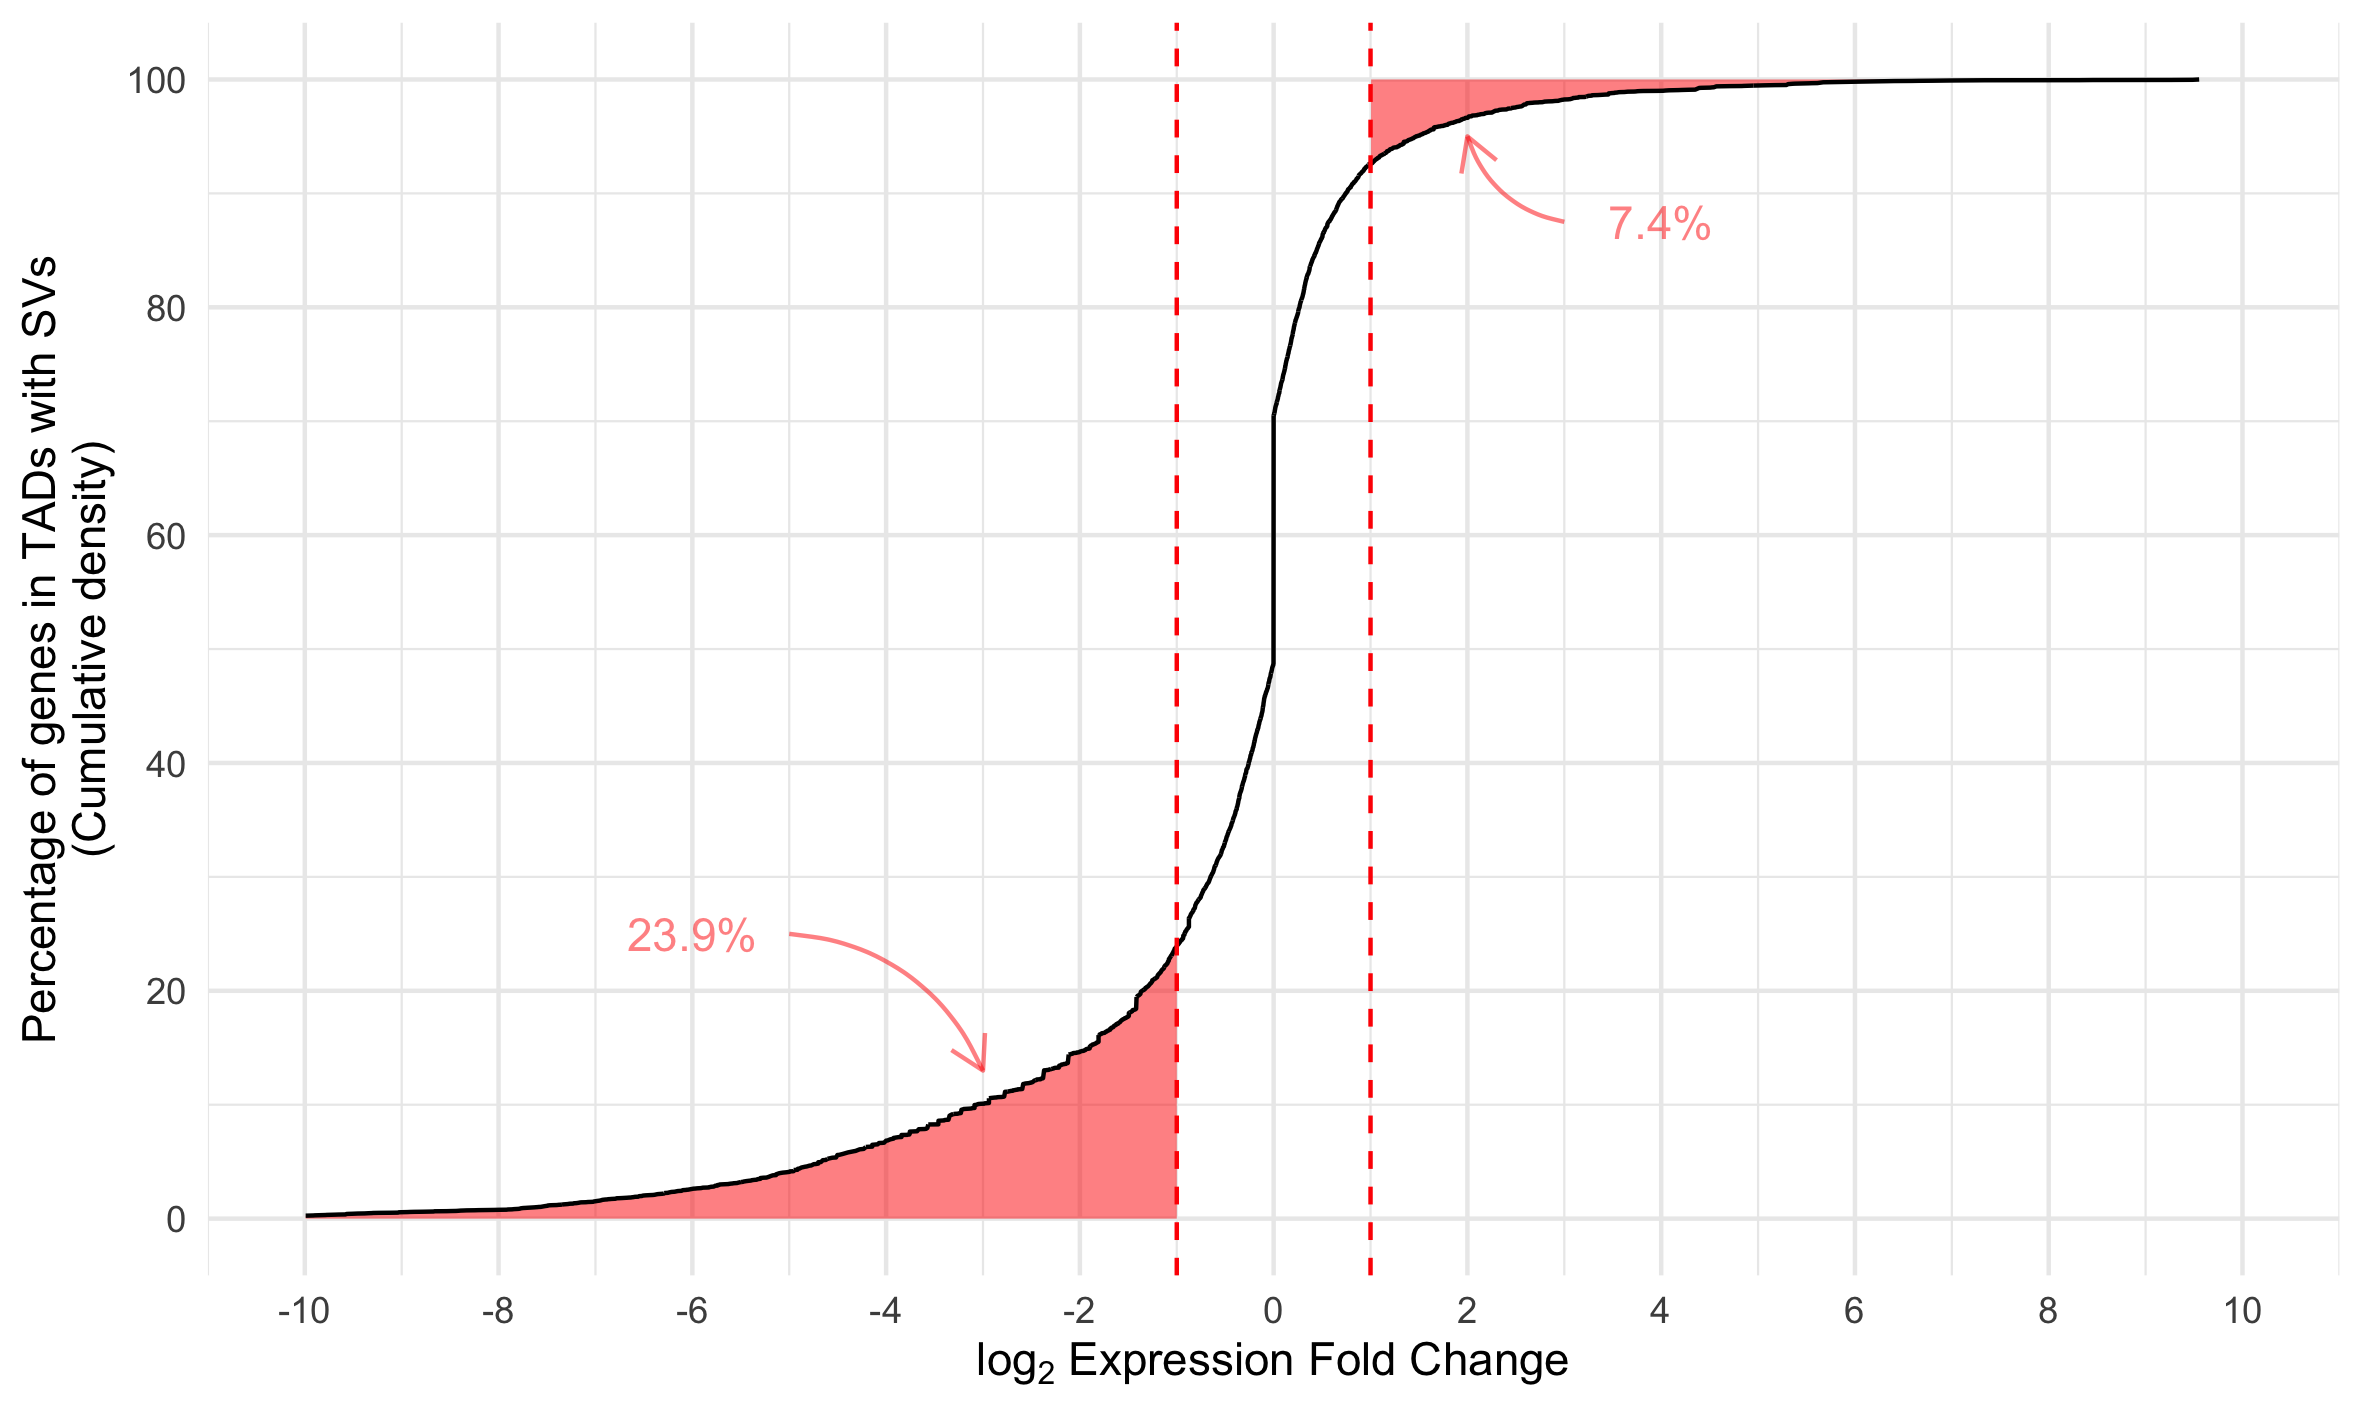 Percentage of genes in TADs with SVs
(Cumulative density)
100
80
60
40
20
0
7.4%
23.9%
-10 -8 -6 -4 -2 0 2 4 6 8 10
log₂ Expression Fold Change